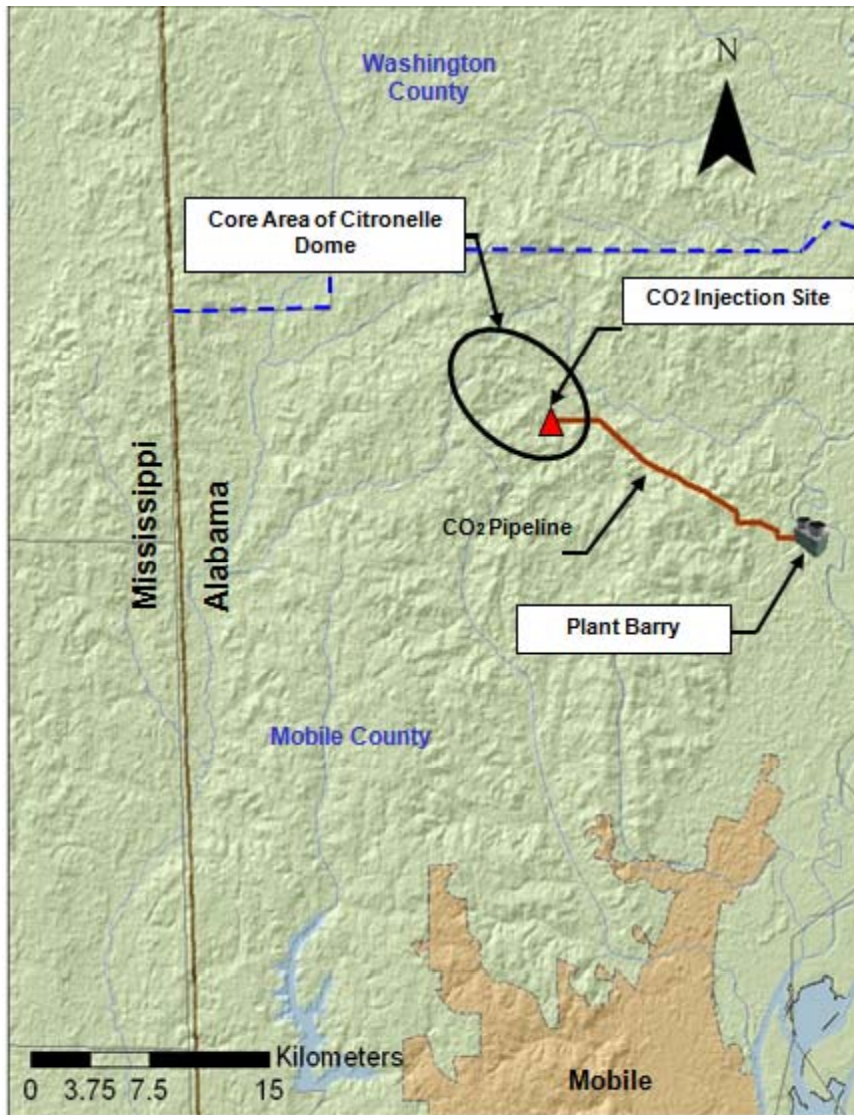 N
Washington
County
Core Area of Citronelle
Dome
CO2 Injection Site
Mississippi
Alabama
CO2 Pipeline
Plant Barry
Mobile County
Kilometers
0 3.75 7.5 15
Mobile